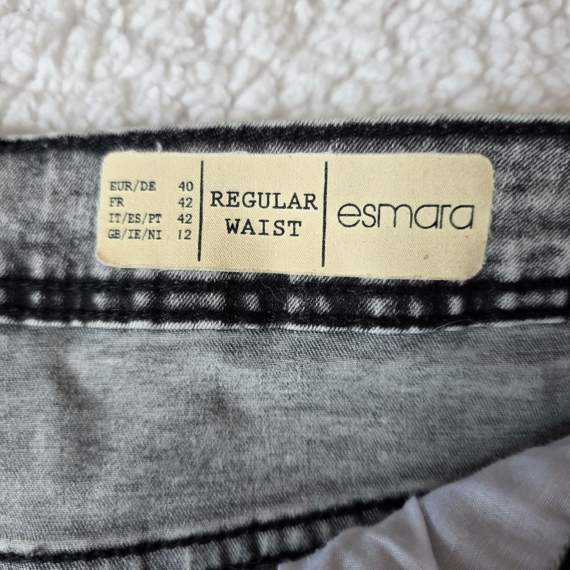 EUR/DE 40
FR 42
IT/ES/PT 42
GB/IE/NI 12
REGULAR
WAIST
esmara